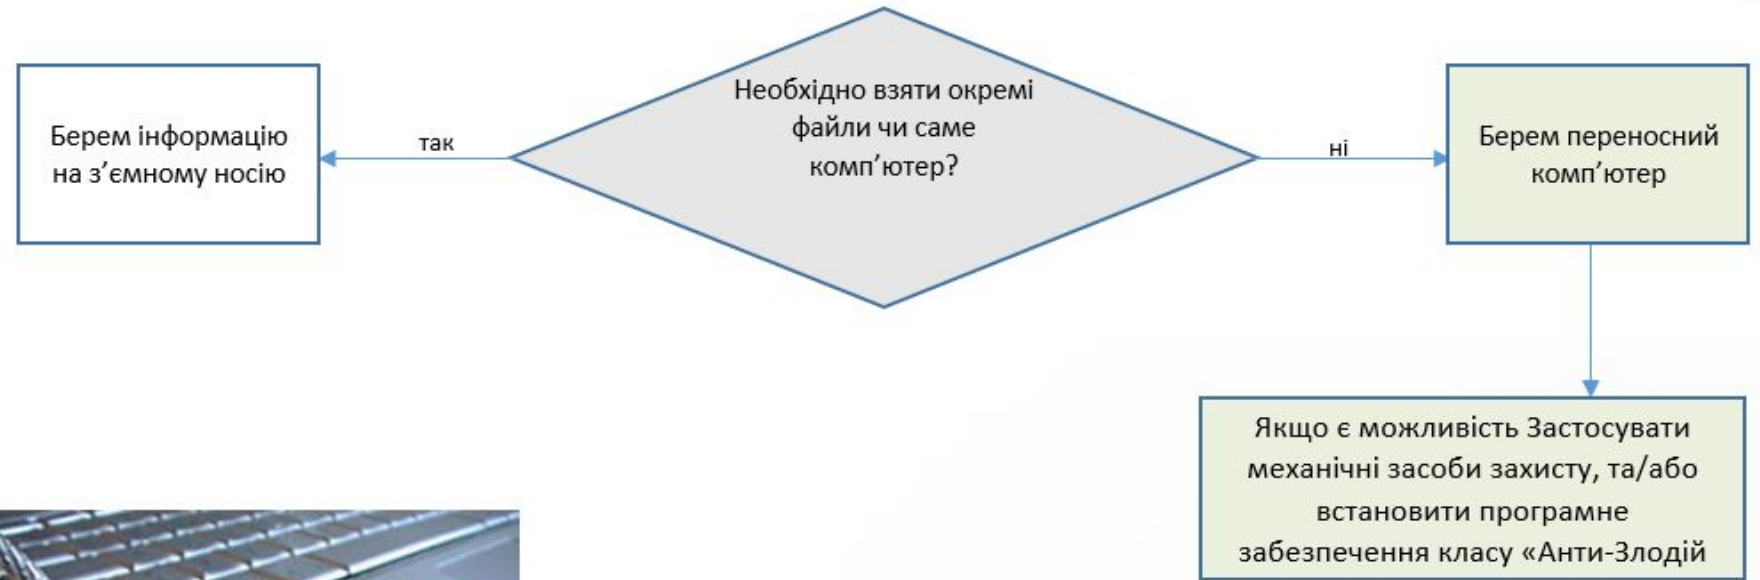 Необхідно взяти окремі
файли чи саме
комп’ютер?
Берем інформацію
на з’ємному носію
так
ні
Берем переносний
комп’ютер
Якщо є можливість Застосувати
механічні засоби захисту, та/або
встановити програмне
забезпечення класу «Анти-Злодій